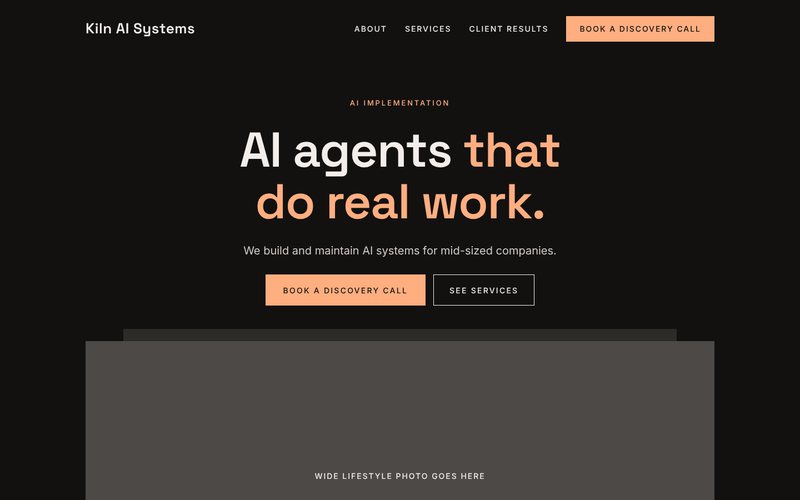 Kiln AI Systems
ABOUT
SERVICES
CLIENT RESULTS
BOOK A DISCOVERY CALL
AI IMPLEMENTATION
AI agents that
do real work.
We build and maintain AI systems for mid-sized companies.
BOOK A DISCOVERY CALL
SEE SERVICES
WIDE LIFESTYLE PHOTO GOES HERE